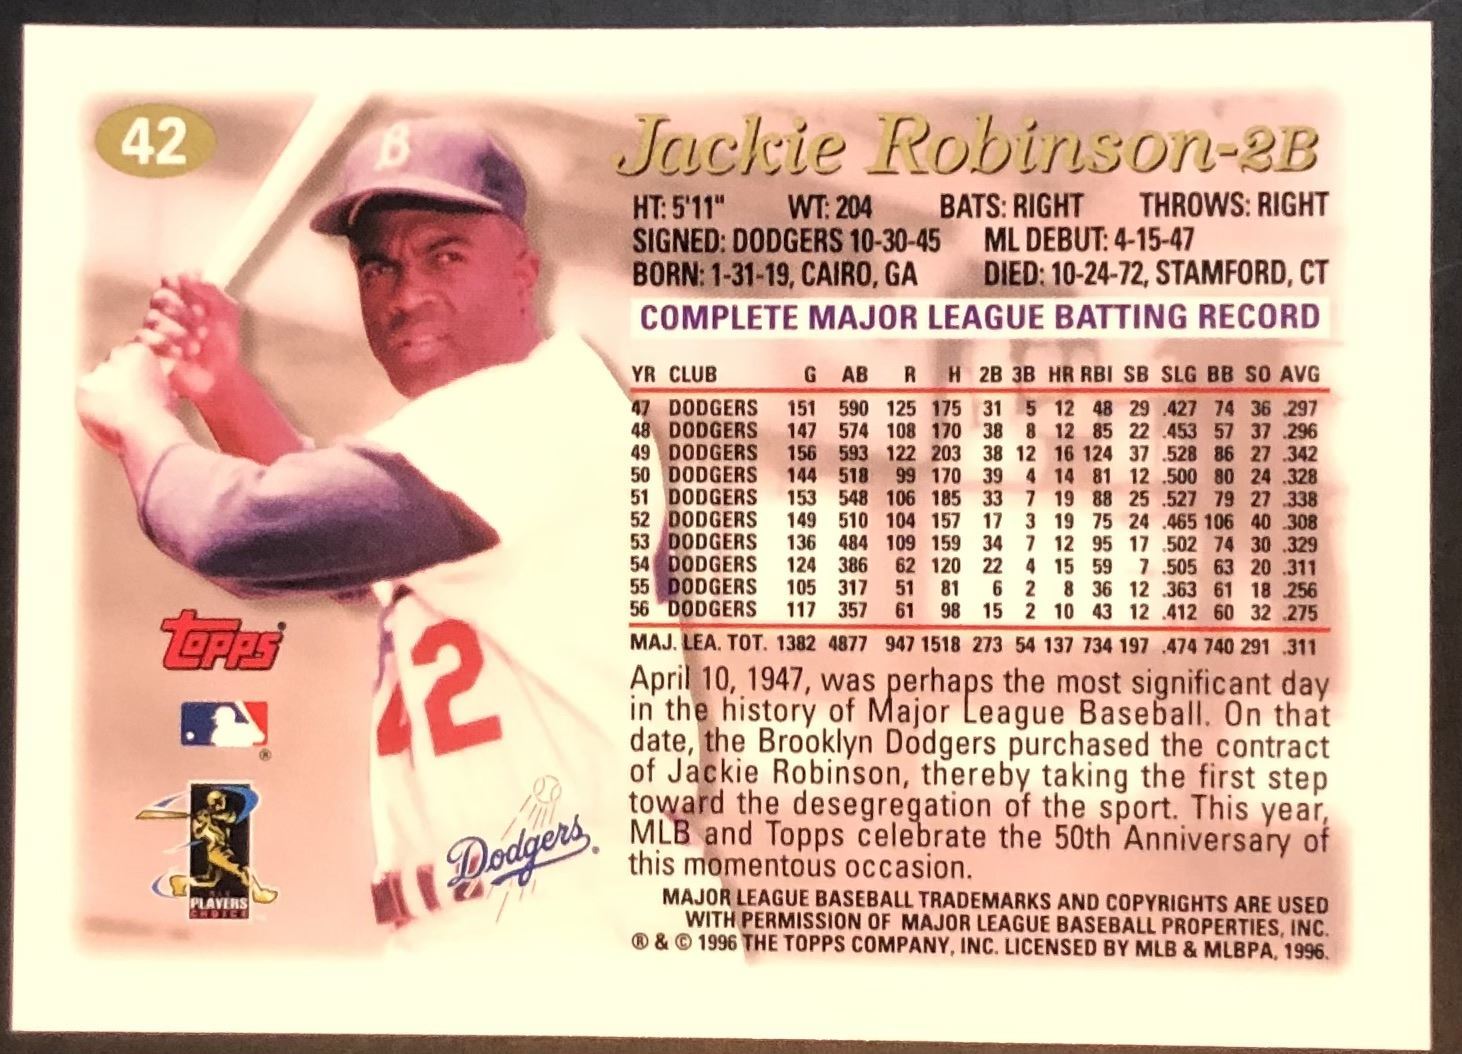 42
Jackie Robinson-2B
HT: 5'11" WT: 204 BATS: RIGHT THROWS: RIGHT
SIGNED: DODGERS 10-30-45 ML DEBUT: 4-15-47
BORN: 1-31-19, CAIRO, GA DIED: 10-24-72, STAMFORD, CT
COMPLETE MAJOR LEAGUE BATTING RECORD
YR CLUB G AB R H 2B 3B HR RBI SB SLG BB SO AVG
47 DODGERS 151 590 125 175 31 5 12 48 29 .427 74 36 .297
48 DODGERS 147 574 108 170 38 8 12 85 22 .453 57 37 .296
49 DODGERS 156 593 122 203 38 12 16 124 37 .528 86 27 .342
50 DODGERS 144 518 99 170 39 4 14 81 12 .500 80 24 .328
51 DODGERS 153 548 106 185 33 7 19 88 25 .527 79 27 .338
52 DODGERS 149 510 104 157 17 3 19 75 24 .465 106 40 .308
53 DODGERS 136 484 109 159 34 7 12 95 17 .502 74 30 .329
54 DODGERS 124 386 62 120 22 4 15 59 7 .505 63 20 .311
55 DODGERS 105 317 51 81 6 2 8 36 12 .363 61 18 .256
56 DODGERS 117 357 61 98 15 2 10 43 12 .412 60 32 .275
MAJ. LEA. TOT. 1382 4877 947 1518 273 54 137 734 197 .474 740 291 .311
April 10, 1947, was perhaps the most significant day
in the history of Major League Baseball. On that
date, the Brooklyn Dodgers purchased the contract
of Jackie Robinson, thereby taking the first step
toward the desegregation of the sport. This year,
MLB and Topps celebrate the 50th Anniversary of
this momentous occasion.
MAJOR LEAGUE BASEBALL TRADEMARKS AND COPYRIGHTS ARE USED
WITH PERMISSION OF MAJOR LEAGUE BASEBALL PROPERTIES, INC.
® & © 1996 THE TOPPS COMPANY, INC. LICENSED BY MLB & MLBPA, 1996.
B
42
Topps
®
PLAYERS
CHOICE
Dodgers